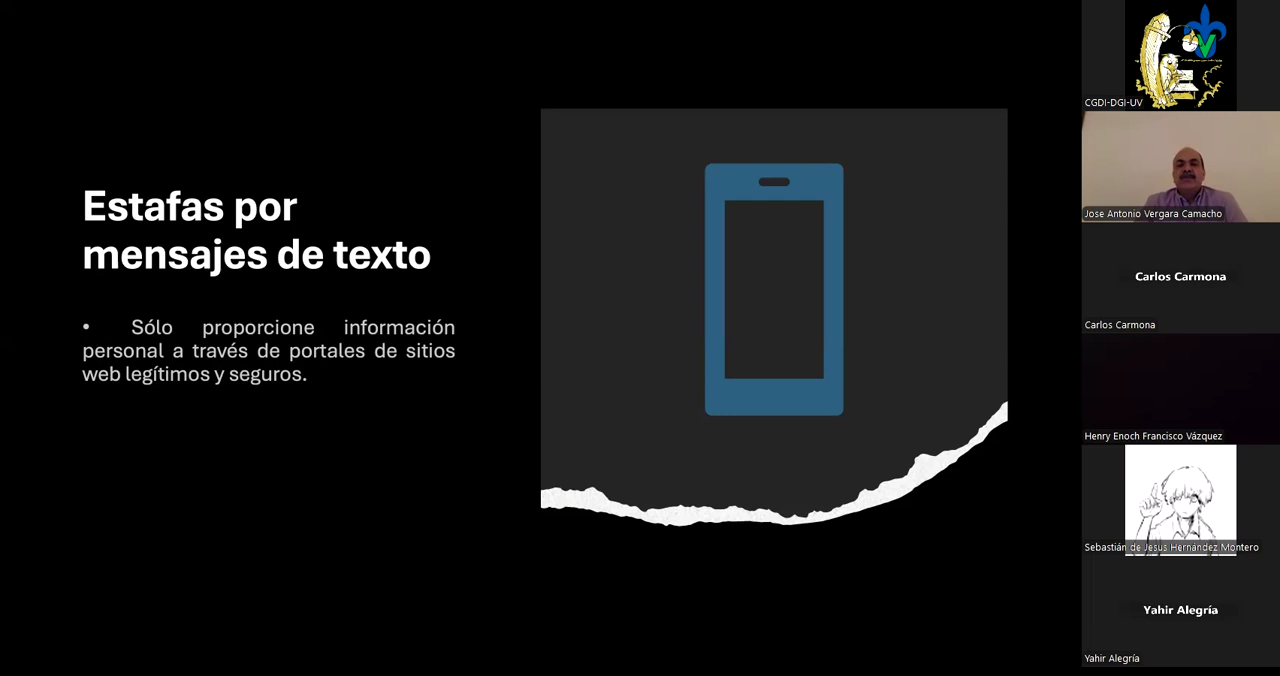 Estafas por
mensajes de texto
• Sólo proporcione información
personal a través de portales de sitios
web legítimos y seguros.
CGDI-DGI-UV
Jose Antonio Vergara Camacho
Carlos Carmona
Carlos Carmona
Henry Enoch Francisco Vázquez
Sebastián de Jesus Hernández Montero
Yahir Alegría
Yahir Alegría